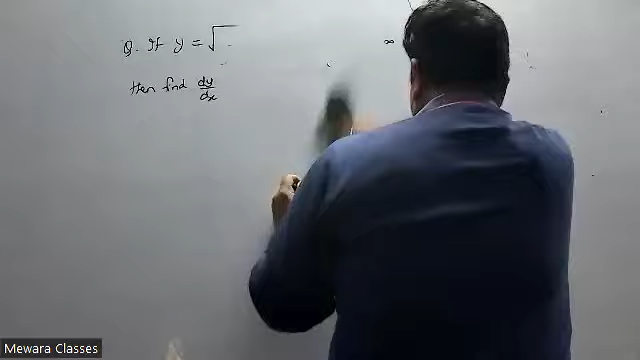 Q. If y = √
∞
then find dy/dx
Mewara Classes